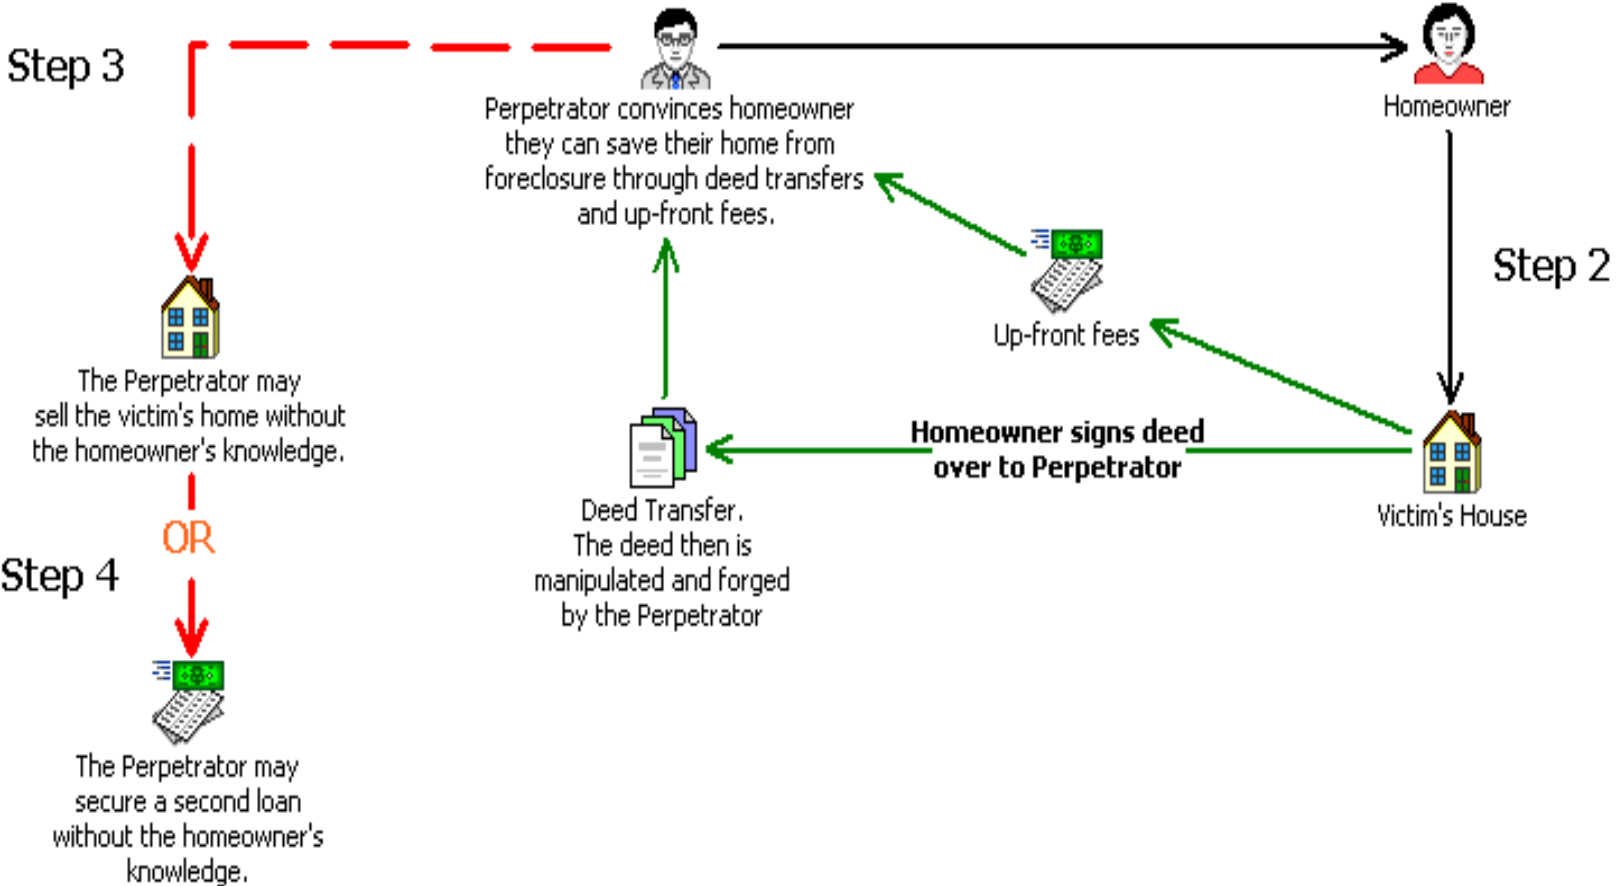 Step 3
Perpetrator convinces homeowner
they can save their home from
foreclosure through deed transfers
and up-front fees.
Homeowner
Step 2
Up-front fees
The Perpetrator may
sell the victim's home without
the homeowner's knowledge.
Homeowner signs deed
over to Perpetrator
Victim's House
Deed Transfer.
The deed then is
manipulated and forged
by the Perpetrator
OR
Step 4
The Perpetrator may
secure a second loan
without the homeowner's
knowledge.